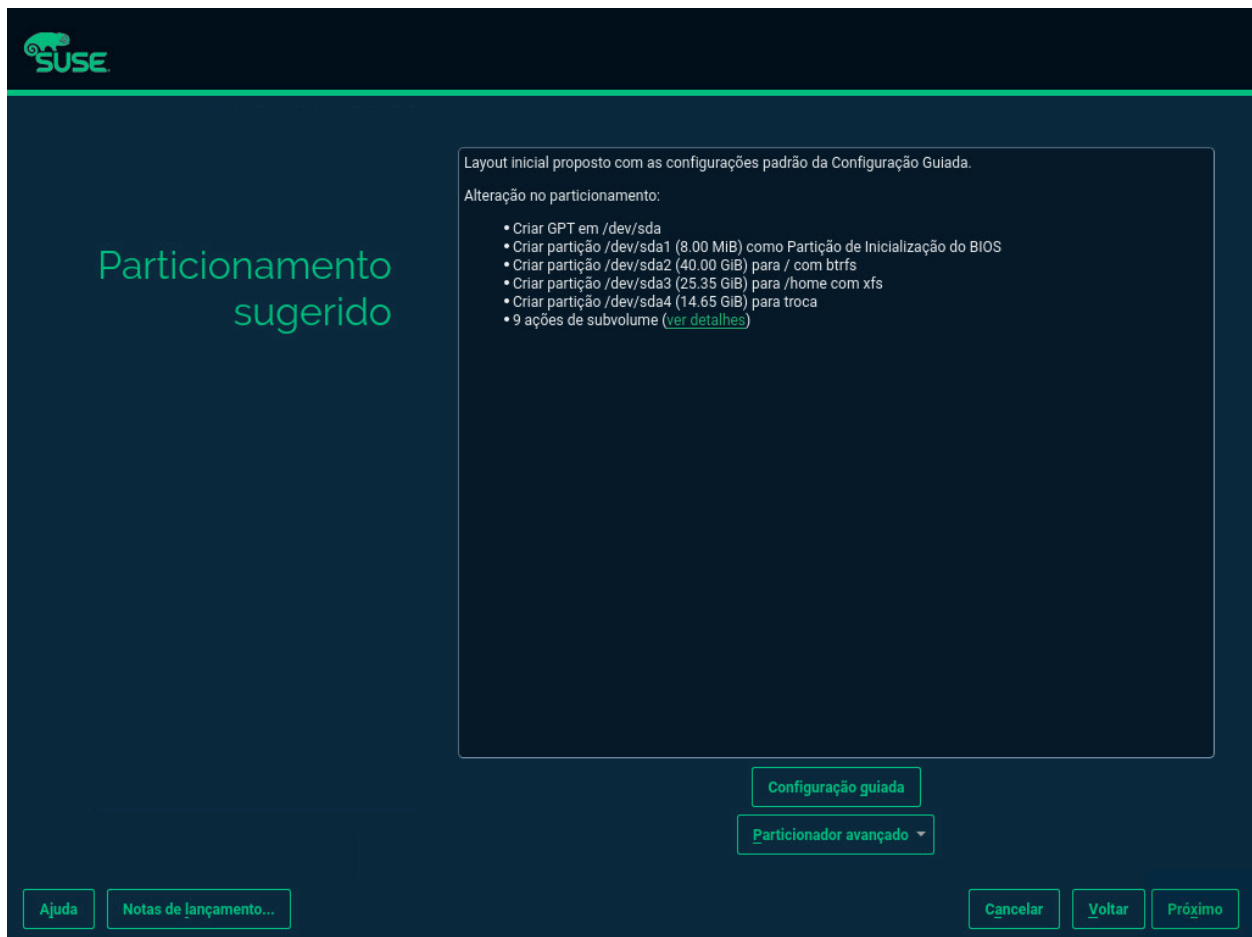 SUSE.
Layout inicial proposto com as configurações padrão da Configuração Guiada.
Alteração no particionamento:
• Criar GPT em /dev/sda
• Criar partição /dev/sda1 (8.00 MiB) como Partição de Inicialização do BIOS
• Criar partição /dev/sda2 (40.00 GiB) para / com btrfs
• Criar partição /dev/sda3 (25.35 GiB) para /home com xfs
• Criar partição /dev/sda4 (14.65 GiB) para troca
• 9 ações de subvolume (ver detalhes)
Particionamento
sugerido
Configuração guiada
Particionador avançado
Ajuda
Notas de lançamento...
Cancelar
Voltar
Próximo